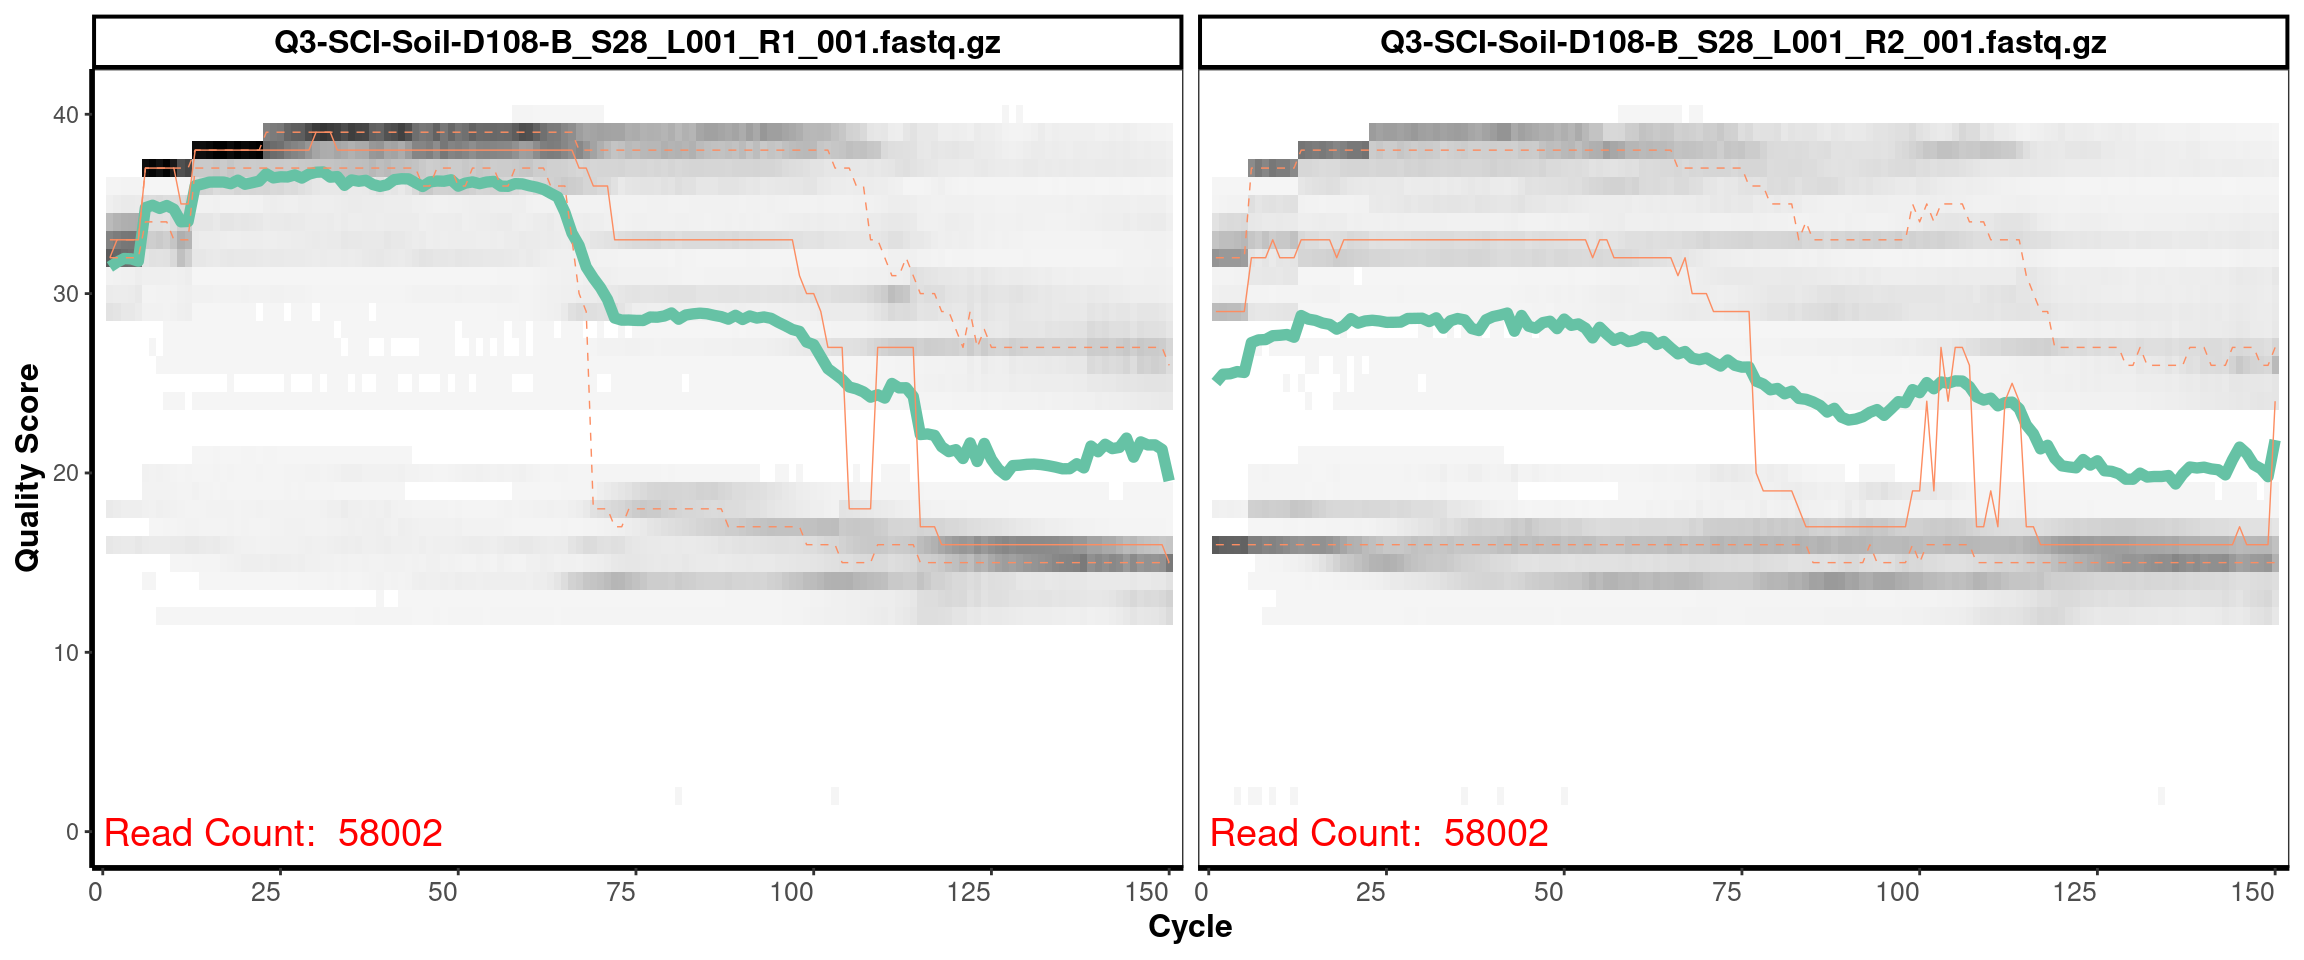 Q3-SCI-Soil-D108-B_S28_L001_R1_001.fastq.gz
Q3-SCI-Soil-D108-B_S28_L001_R2_001.fastq.gz
Quality Score
40
30
20
10
0
Read Count: 58002
Read Count: 58002
0 25 50 75 100 125 150
0 25 50 75 100 125 150
Cycle